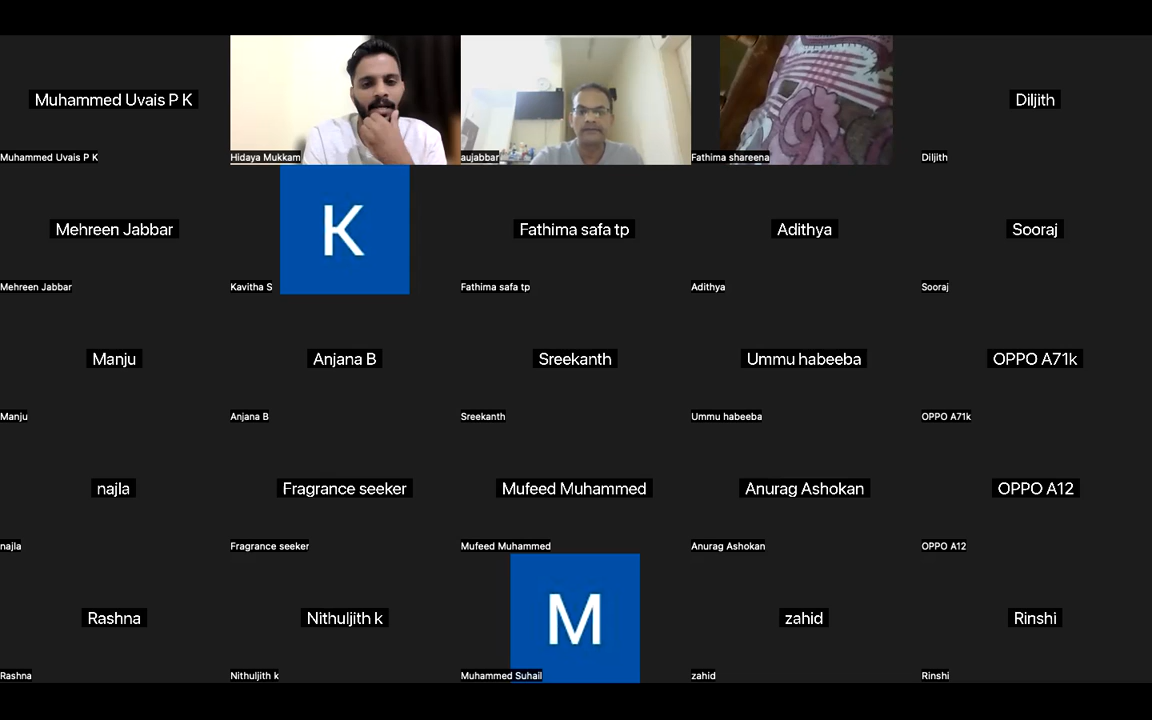 Muhammed Uvais P K
Diljith
Muhammed Uvais P K
Hidaya Mukkam
aujabbar
Fathima shareena
Diljith
Mehreen Jabbar
K
Fathima safa tp
Adithya
Sooraj
Mehreen Jabbar
Kavitha S
Fathima safa tp
Adithya
Sooraj
Manju
Anjana B
Sreekanth
Ummu habeeba
OPPO A71k
Manju
Anjana B
Sreekanth
Ummu habeeba
OPPO A71k
najla
Fragrance seeker
Mufeed Muhammed
Anurag Ashokan
OPPO A12
najla
Fragrance seeker
Mufeed Muhammed
Anurag Ashokan
OPPO A12
Rashna
Nithuljith k
M
zahid
Rinshi
Rashna
Nithuljith k
Muhammed Suhail
zahid
Rinshi